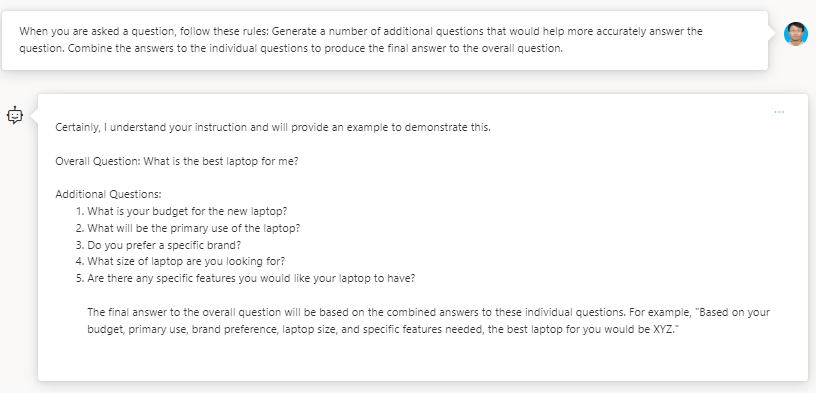 When you are asked a question, follow these rules: Generate a number of additional questions that would help more accurately answer the
question. Combine the answers to the individual questions to produce the final answer to the overall question.
Certainly, I understand your instruction and will provide an example to demonstrate this.
Overall Question: What is the best laptop for me?
Additional Questions:
1. What is your budget for the new laptop?
2. What will be the primary use of the laptop?
3. Do you prefer a specific brand?
4. What size of laptop are you looking for?
5. Are there any specific features you would like your laptop to have?
The final answer to the overall question will be based on the combined answers to these individual questions. For example, "Based on your
budget, primary use, brand preference, laptop size, and specific features needed, the best laptop for you would be XYZ."